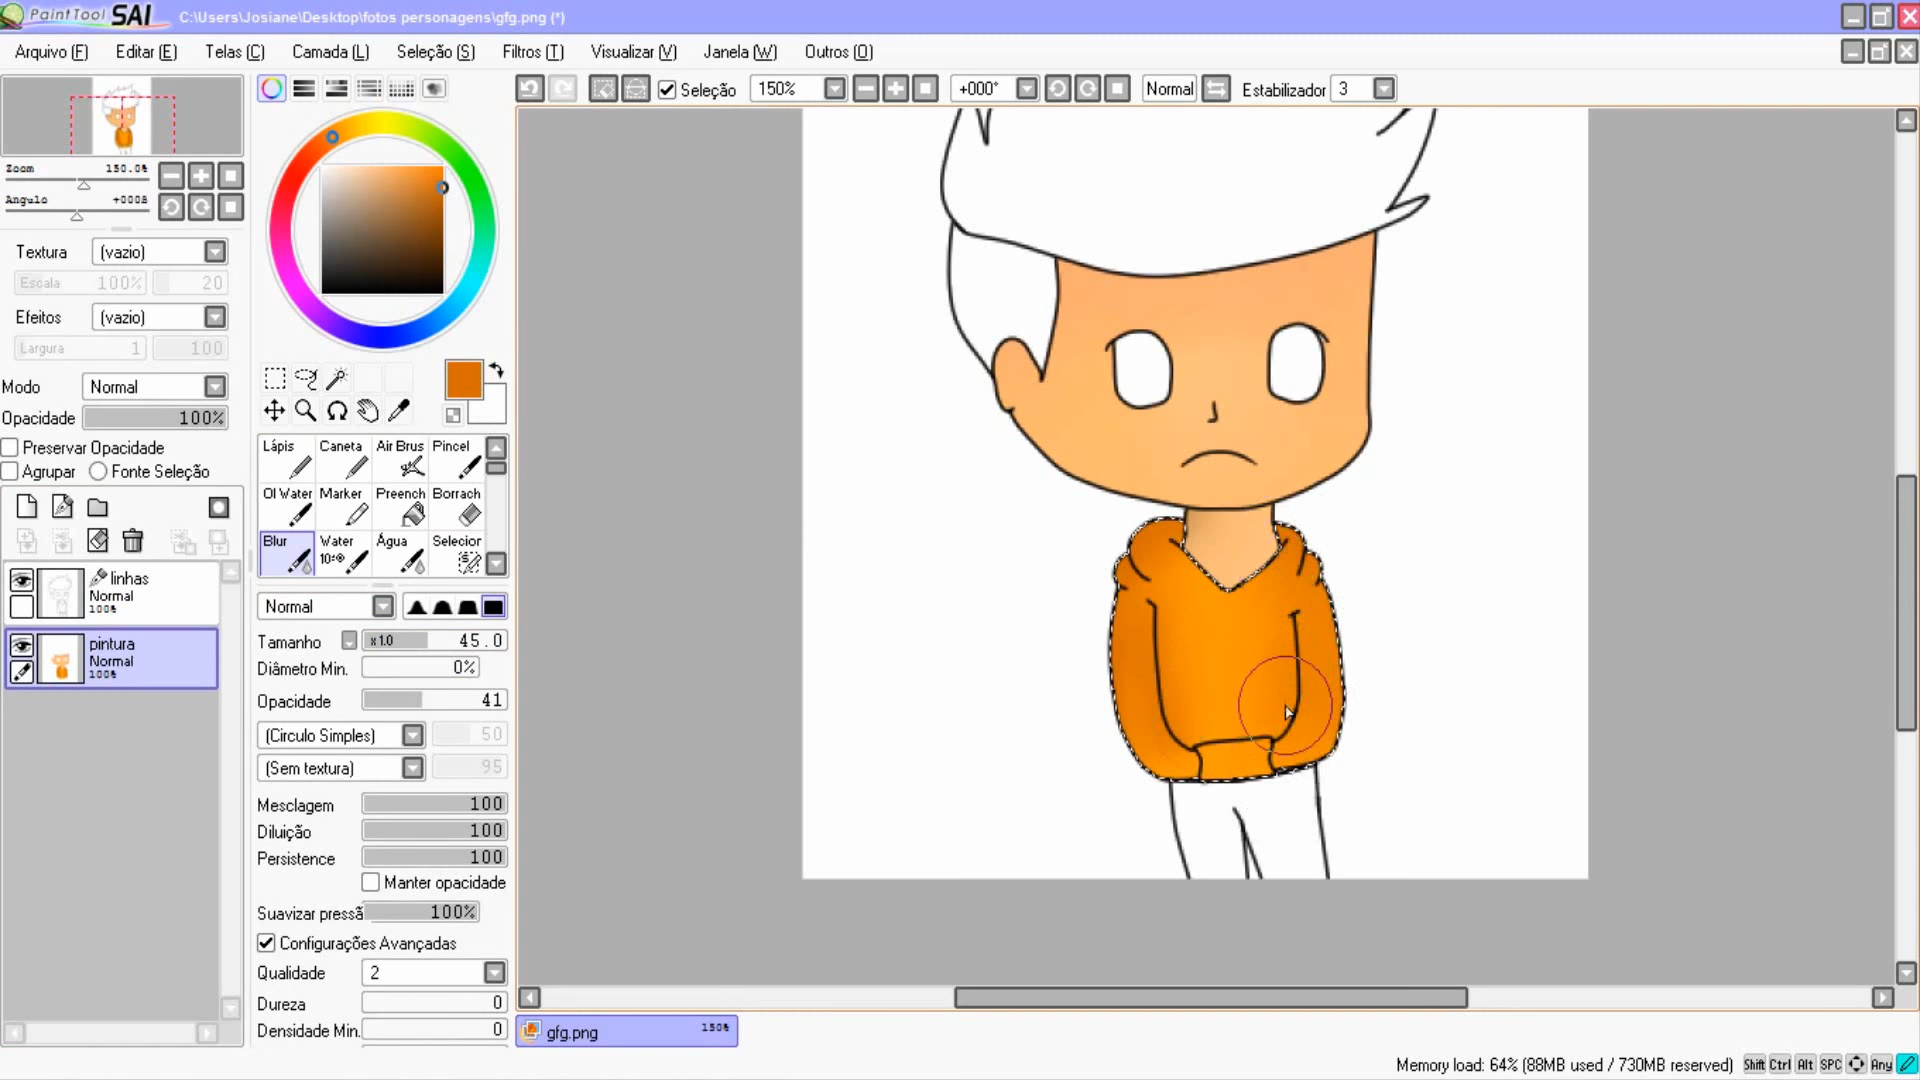 PaintTool SAI C:\Users\Josiane\Desktop\fotos personagens\gfg.png (*)
Arquivo (F) Editar (E) Telas (C) Camada (L) Seleção (S) Filtros (T) Visualizar (V) Janela (W) Outros (O)
Seleção 150% +000° Normal Estabilizador 3
Zoom 150.0%
Angulo +000ª
Textura (vazio)
Escala 100% 20
Efeitos (vazio)
Largura 1 100
Modo Normal
Opacidade 100%
Preservar Opacidade
Agrupar Fonte Seleção
linhas
Normal
100%
pintura
Normal
100%
Lápis Caneta Air Brus Pincel
Ol Water Marker Preench Borrach
Blur Water Água Selecior
Normal
Tamanho x 1.0 45.0
Diâmetro Min. 0%
Opacidade 41
(Circulo Simples) 50
(Sem textura) 95
Mesclagem 100
Diluição 100
Persistence 100
Manter opacidade
Suavizar pressã 100%
Configurações Avançadas
Qualidade 2
Dureza 0
Densidade Min. 0
gfg.png 150%
Memory load: 64% (88MB used / 730MB reserved) Shift Ctrl Alt SPC Any